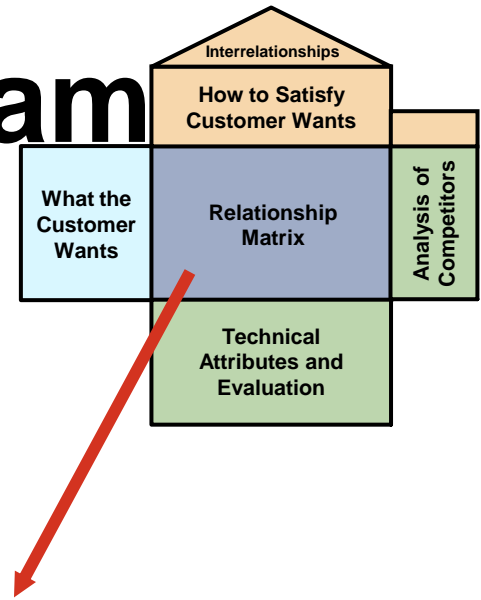 Interrelationships
am
How to Satisfy
Customer Wants
What the
Customer
Wants
Relationship
Matrix
Analysis of
Competitors
Technical
Attributes and
Evaluation